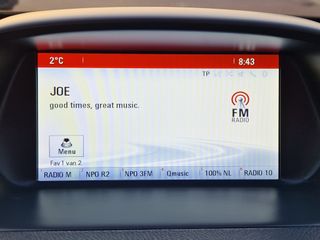 2°C 8:43
TP
JOE
good times, great music.
FM
RADIO
Menu
Fav1 van 2
RADIO M NPO R2 NPO 3FM Qmusic 100% NL RADIO 10